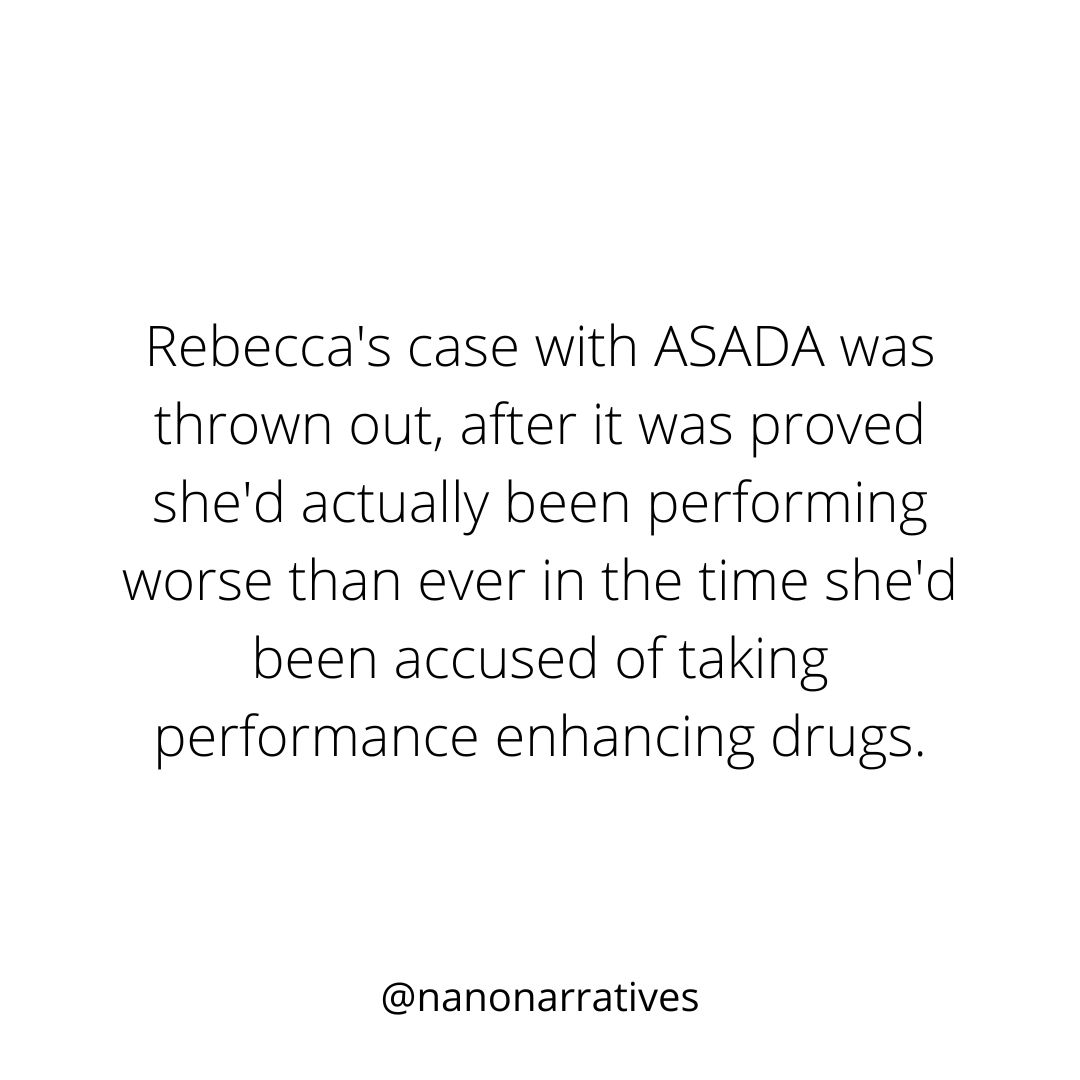 Rebecca's case with ASADA was
thrown out, after it was proved
she'd actually been performing
worse than ever in the time she'd
been accused of taking
performance enhancing drugs.
@nanonarratives